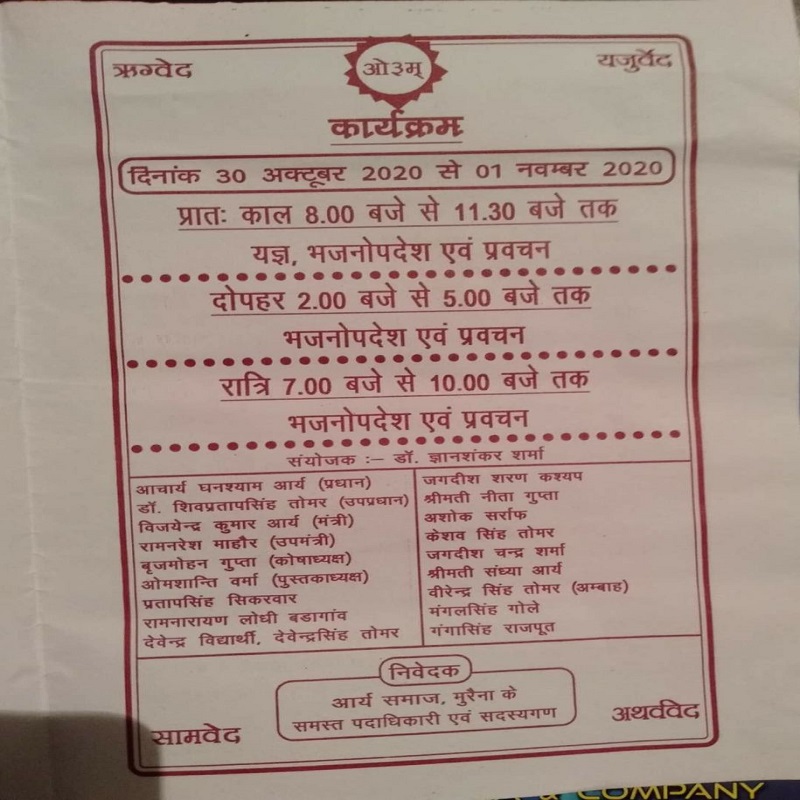 ऋग्वेद
ओ३म्
यजुर्वेद
कार्यक्रम
दिनांक 30 अक्टूबर 2020 से 01 नवम्बर 2020
प्रातः काल 8.00 बजे से 11.30 बजे तक
यज्ञ, भजनोपदेश एवं प्रवचन
दोपहर 2.00 बजे से 5.00 बजे तक
भजनोपदेश एवं प्रवचन
रात्रि 7.00 बजे से 10.00 बजे तक
भजनोपदेश एवं प्रवचन
संयोजक :– डॉ. ज्ञानशंकर शर्मा
आचार्य घनश्याम आर्य (प्रधान)
डॉ. शिवप्रतापसिंह तोमर (उपप्रधान)
विजयेन्द्र कुमार आर्य (मंत्री)
रामनरेश माहौर (उपमंत्री)
बृजमोहन गुप्ता (कोषाध्यक्ष)
ओमशान्ति वर्मा (पुस्तकाध्यक्ष)
प्रतापसिंह सिकरवार
रामनारायण लोधी बडागांव
देवेन्द्र विद्यार्थी, देवेन्द्रसिंह तोमर
जगदीश शरण कश्यप
श्रीमती नीता गुप्ता
अशोक सर्राफ
केशव सिंह तोमर
जगदीश चन्द्र शर्मा
श्रीमती संध्या आर्य
वीरेन्द्र सिंह तोमर (अम्बाह)
मंगलसिंह गोले
गंगासिंह राजपूत
निवेदक
आर्य समाज, मुरैना के
समस्त पदाधिकारी एवं सदस्यगण
सामवेद
अथर्ववेद
& COMPANY